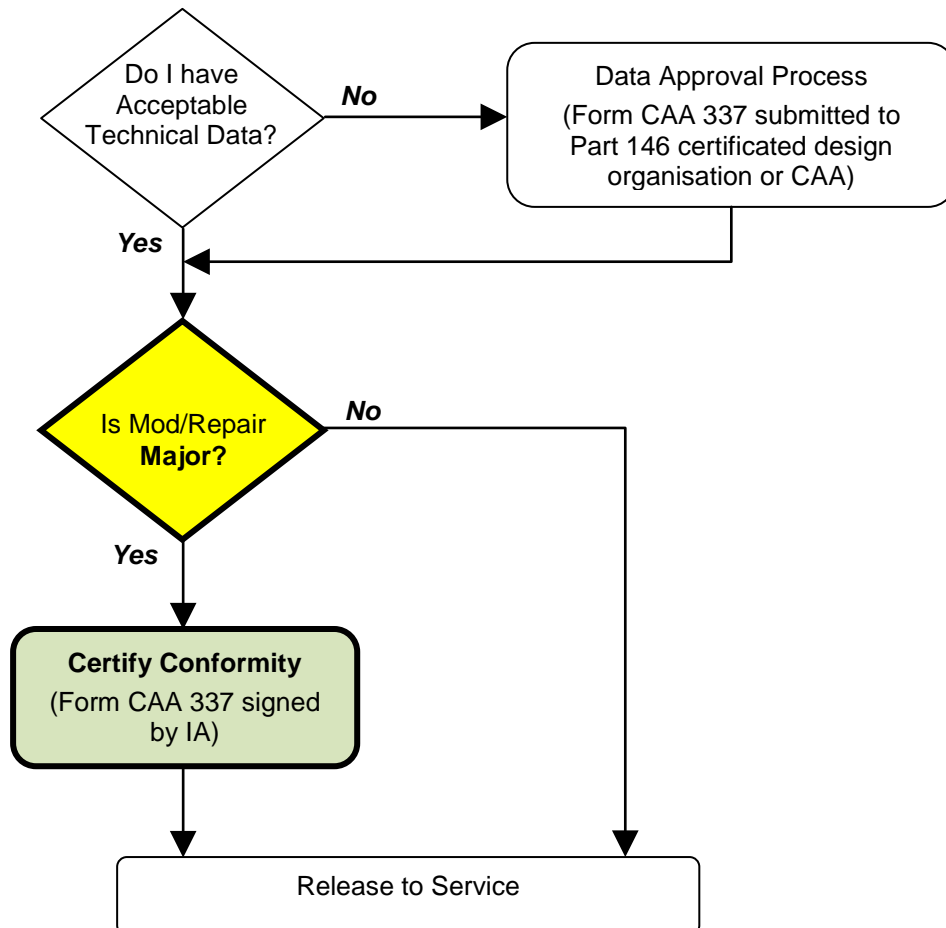 Do I have
Acceptable
Technical Data?
No
Data Approval Process
(Form CAA 337 submitted to
Part 146 certificated design
organisation or CAA)
Yes
Is Mod/Repair
Major?
No
Yes
Certify Conformity
(Form CAA 337 signed
by IA)
Release to Service